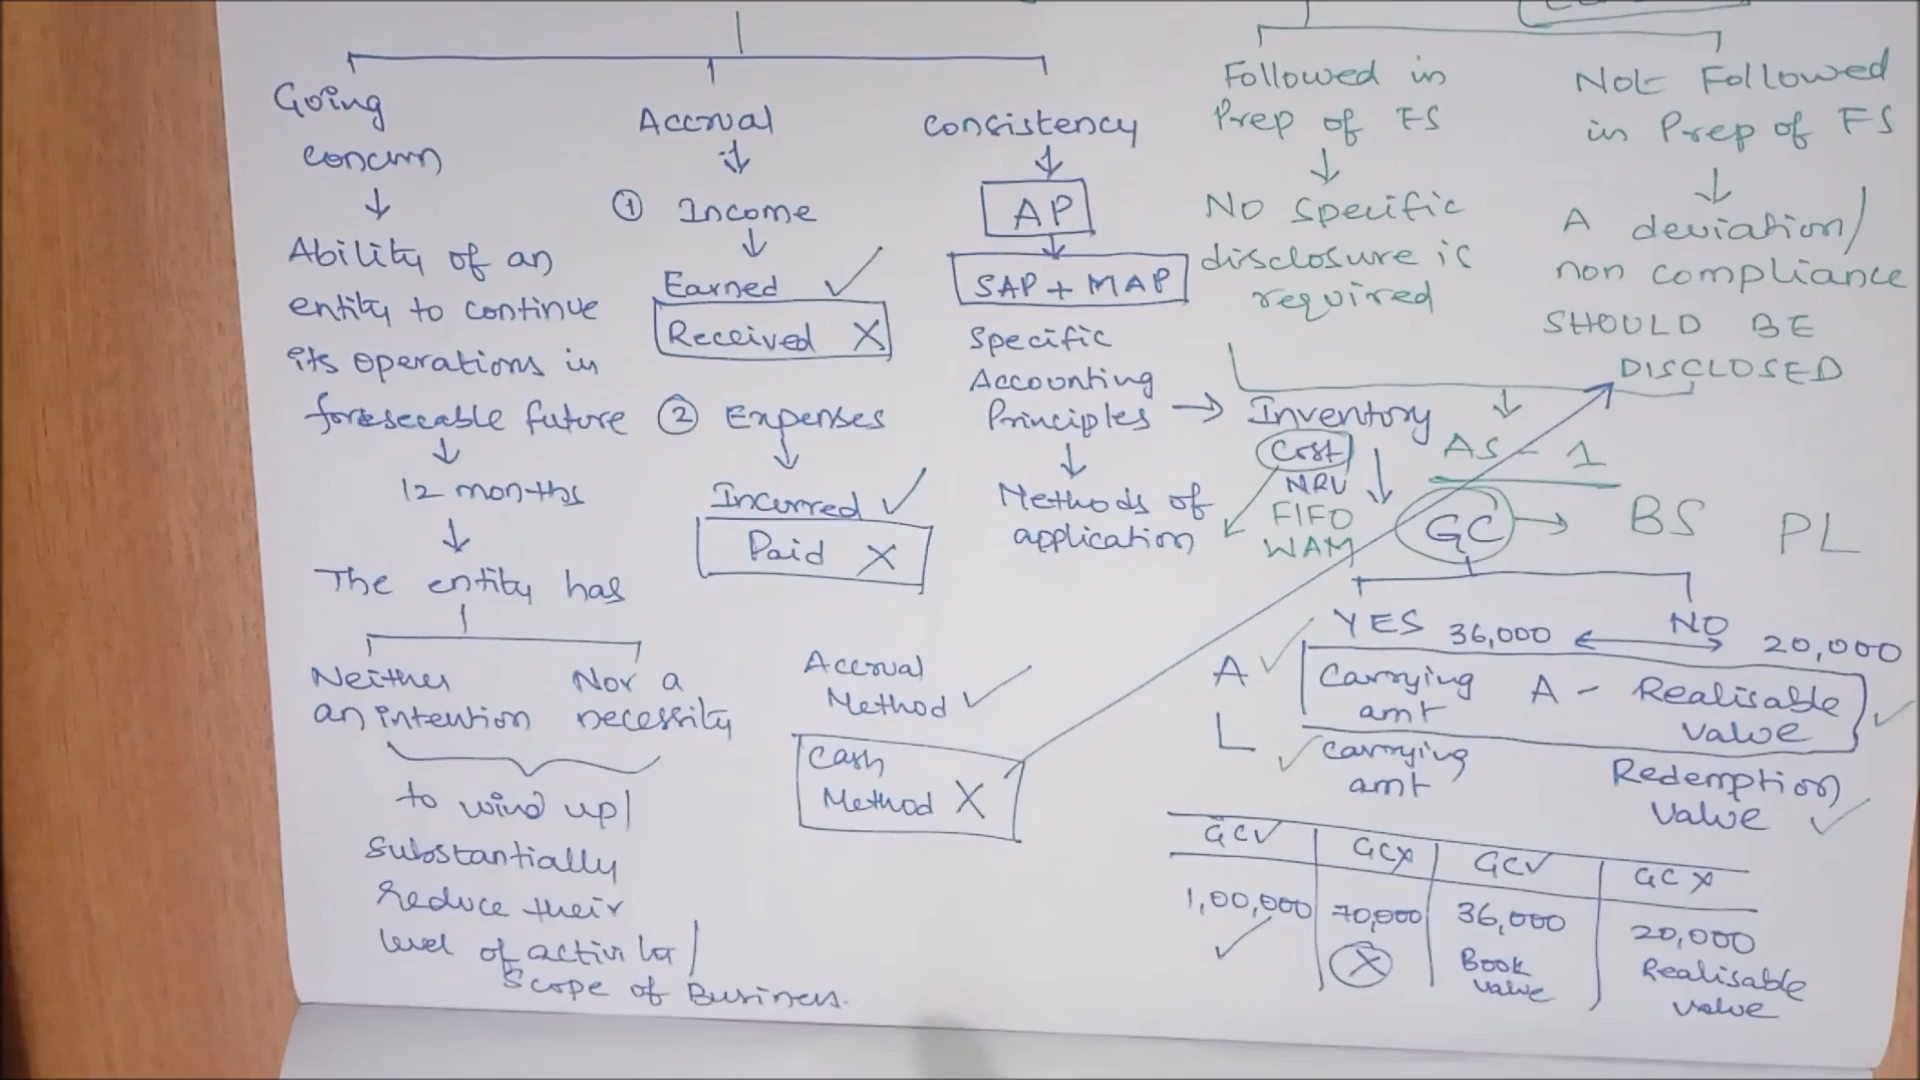 Going
concern
↓
Ability of an
entity to continue
its operations in
foreseecable future
↓
12 months
↓
The entity has
Neither
an intention
Nor a
necessity
to wind up/
substantially
reduce their
level of activities/
Scope of Business.
Accrual
↓
① Income
↓
Earned ✓
Received X
② Expenses
↓
Incurred ✓
Paid X
Accrual
Method ✓
Cash
Method X
Consistency
↓
AP
↓
SAP + MAP
Specific
Accounting
Principles →
↓
Methods of
application
Inventory
Cost
NRV
FIFO
WAM
Followed in
Prep of FS
↓
No specific
disclosure is
required
Not Followed
in Prep of FS
↓
A deviation/
non compliance
SHOULD BE
DISCLOSED
↓
AS - 1
GC → BS PL
YES 36,000 ↔ NO 20,000
A ✓ Carrying amt A - Realisable value ✓
L ✓ Carrying amt Redemption value ✓
GC✓ | GCX | GC✓ | GCX
1,00,000 | 70,000 | 36,000 | 20,000
✓ | X | Book value | Realisable value